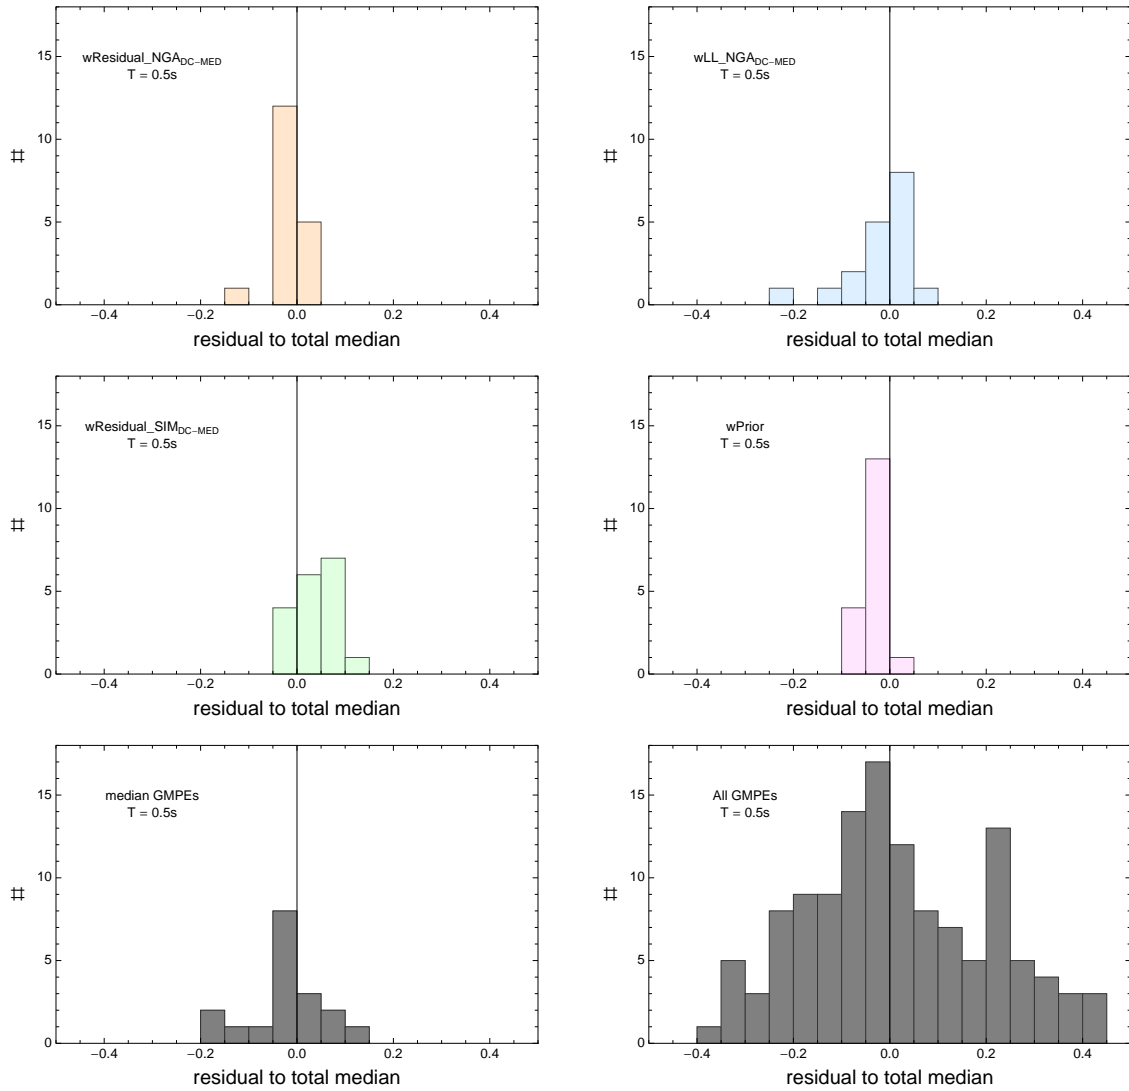 wResidual_NGA_DC−MED
T = 0.5s
15
10
5
0
#
−0.4 −0.2 0.0 0.2 0.4
residual to total median
wLL_NGA_DC−MED
T = 0.5s
15
10
5
0
#
−0.4 −0.2 0.0 0.2 0.4
residual to total median
wResidual_SIM_DC−MED
T = 0.5s
15
10
5
0
#
−0.4 −0.2 0.0 0.2 0.4
residual to total median
wPrior
T = 0.5s
15
10
5
0
#
−0.4 −0.2 0.0 0.2 0.4
residual to total median
median GMPEs
T = 0.5s
15
10
5
0
#
−0.4 −0.2 0.0 0.2 0.4
residual to total median
All GMPEs
T = 0.5s
15
10
5
0
#
−0.4 −0.2 0.0 0.2 0.4
residual to total median